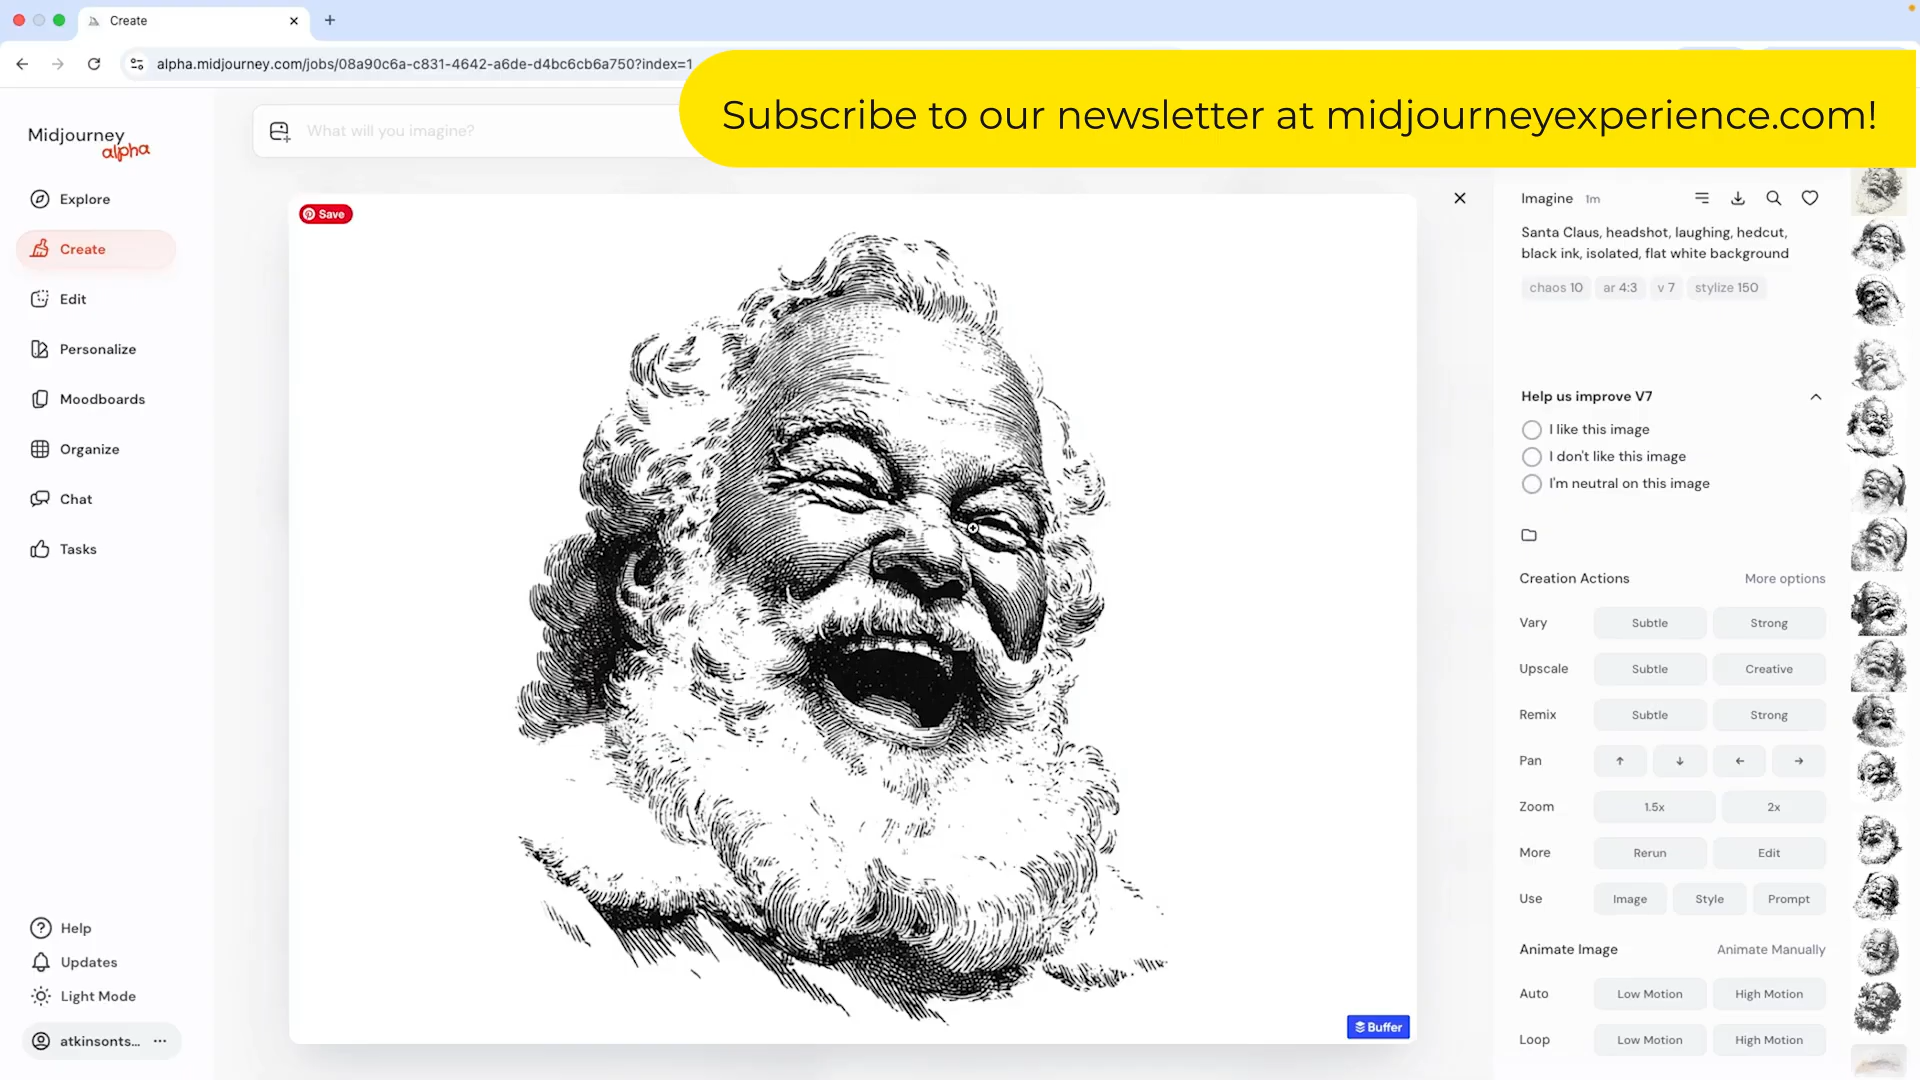 Create
alpha.midjourney.com/jobs/08a90c6a-c831-4642-a6de-d4bc6cb6a750?index=1
Subscribe to our newsletter at midjourneyexperience.com!
Midjourney
alpha
What will you imagine?
Explore
Create
Edit
Personalize
Moodboards
Organize
Chat
Tasks
Help
Updates
Light Mode
atkinsonts...
Save
Buffer
Imagine 1m
Santa Claus, headshot, laughing, hedcut,
black ink, isolated, flat white background
chaos 10 ar 4:3 v 7 stylize 150
Help us improve V7
I like this image
I don't like this image
I'm neutral on this image
Creation Actions More options
Vary Subtle Strong
Upscale Subtle Creative
Remix Subtle Strong
Pan
Zoom 1.5x 2x
More Rerun Edit
Use Image Style Prompt
Animate Image Animate Manually
Auto Low Motion High Motion
Loop Low Motion High Motion